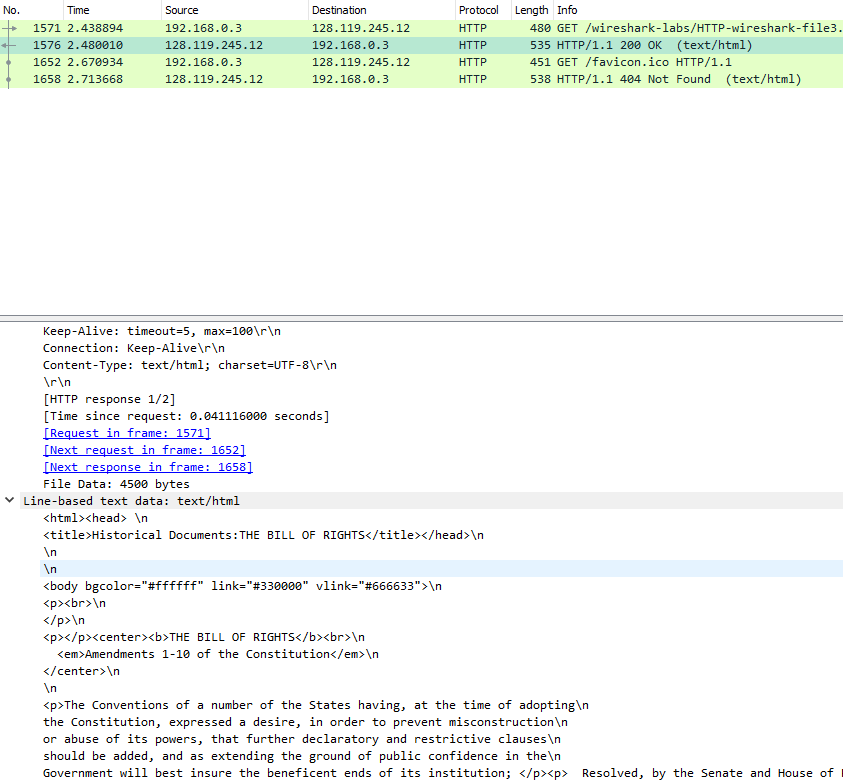 No. Time Source Destination Protocol Length Info
1571 2.438894 192.168.0.3 128.119.245.12 HTTP 480 GET /wireshark-labs/HTTP-wireshark-file3.
1576 2.480010 128.119.245.12 192.168.0.3 HTTP 535 HTTP/1.1 200 OK  (text/html)
1652 2.670934 192.168.0.3 128.119.245.12 HTTP 451 GET /favicon.ico HTTP/1.1
1658 2.713668 128.119.245.12 192.168.0.3 HTTP 538 HTTP/1.1 404 Not Found  (text/html)
Keep-Alive: timeout=5, max=100\r\n
Connection: Keep-Alive\r\n
Content-Type: text/html; charset=UTF-8\r\n
\r\n
[HTTP response 1/2]
[Time since request: 0.041116000 seconds]
[Request in frame: 1571]
[Next request in frame: 1652]
[Next response in frame: 1658]
File Data: 4500 bytes
Line-based text data: text/html
<html><head> \n
<title>Historical Documents:THE BILL OF RIGHTS</title></head>\n
\n
\n
<body bgcolor="#ffffff" link="#330000" vlink="#666633">\n
<p><br>\n
</p>\n
<p></p><center><b>THE BILL OF RIGHTS</b><br>\n
<em>Amendments 1-10 of the Constitution</em>\n
</center>\n
\n
<p>The Conventions of a number of the States having, at the time of adopting\n
the Constitution, expressed a desire, in order to prevent misconstruction\n
or abuse of its powers, that further declaratory and restrictive clauses\n
should be added, and as extending the ground of public confidence in the\n
Government will best insure the beneficent ends of its institution; </p><p>  Resolved, by the Senate and House of